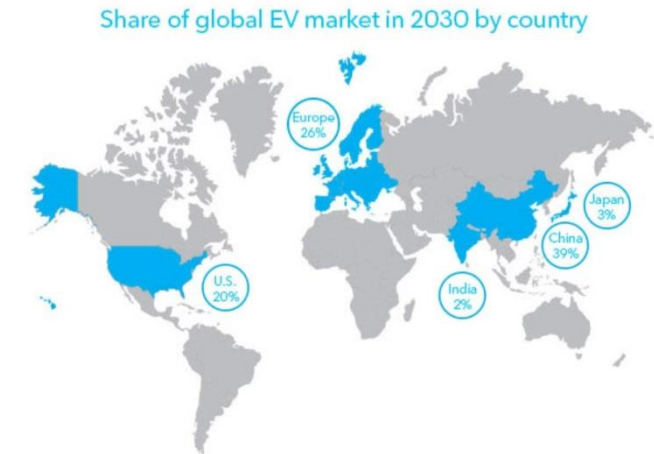 Share of global EV market in 2030 by country
Europe
26%
Japan
3%
China
39%
U.S.
20%
India
2%